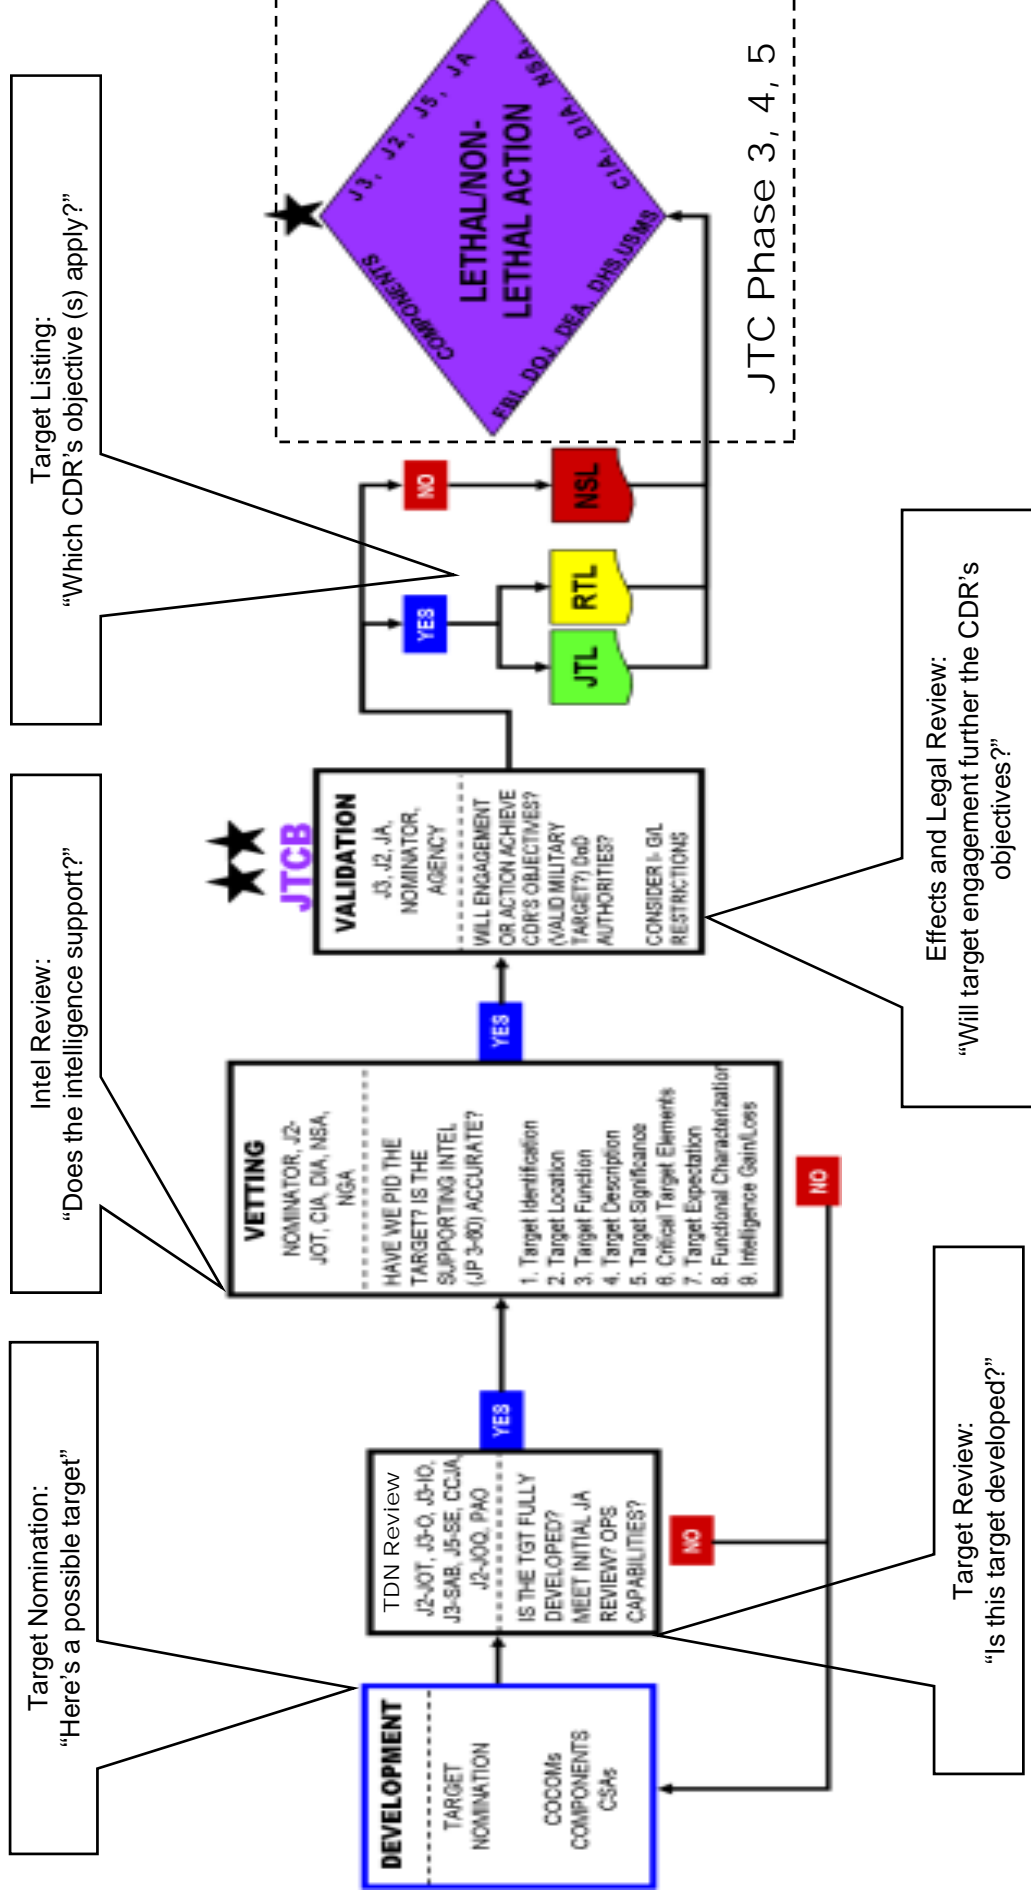 Target Nomination:
“Here’s a possible target”
Intel Review:
“Does the intelligence support?”
Target Listing:
“Which CDR’s objective (s) apply?”
DEVELOPMENT
TARGET
NOMINATION
COCOMs
COMPONENTS
CSAs
TDN Review
J2-JOT, J3-O, J3-IO,
J3-SAB, J5-SE, CCJA,
J2-JOQ, PAO
IS THE TGT FULLY
DEVELOPED?
MEET INITIAL JA
REVIEW? OPS
CAPABILITIES?
YES
NO
VETTING
NOMINATOR, J2-
JOT, CIA, DIA, NSA,
NGA
HAVE WE PID THE
TARGET? IS THE
SUPPORTING INTEL
(JP 3-60) ACCURATE?
1. Target Identification
2. Target Location
3. Target Function
4. Target Description
5. Target Significance
6. Critical Target Elements
7. Target Expectation
8. Functional Characterization
9. Intelligence Gain/Loss
YES
NO
JTCB
VALIDATION
J3, J2, JA,
NOMINATOR,
AGENCY
WILL ENGAGEMENT
OR ACTION ACHIEVE
CDR'S OBJECTIVES?
(VALID MILITARY
TARGET?) DoD
AUTHORITIES?
CONSIDER I- G/L
RESTRICTIONS
YES
NO
JTL
RTL
NSL
COMPONENTS
J3, J2, J5, JA
LETHAL/NON-
LETHAL ACTION
FBI, DOJ, DEA, DHS,USMS
CIA, DIA, NSA,
JTC Phase 3, 4, 5
Target Review:
“Is this target developed?”
Effects and Legal Review:
“Will target engagement further the CDR’s
objectives?”